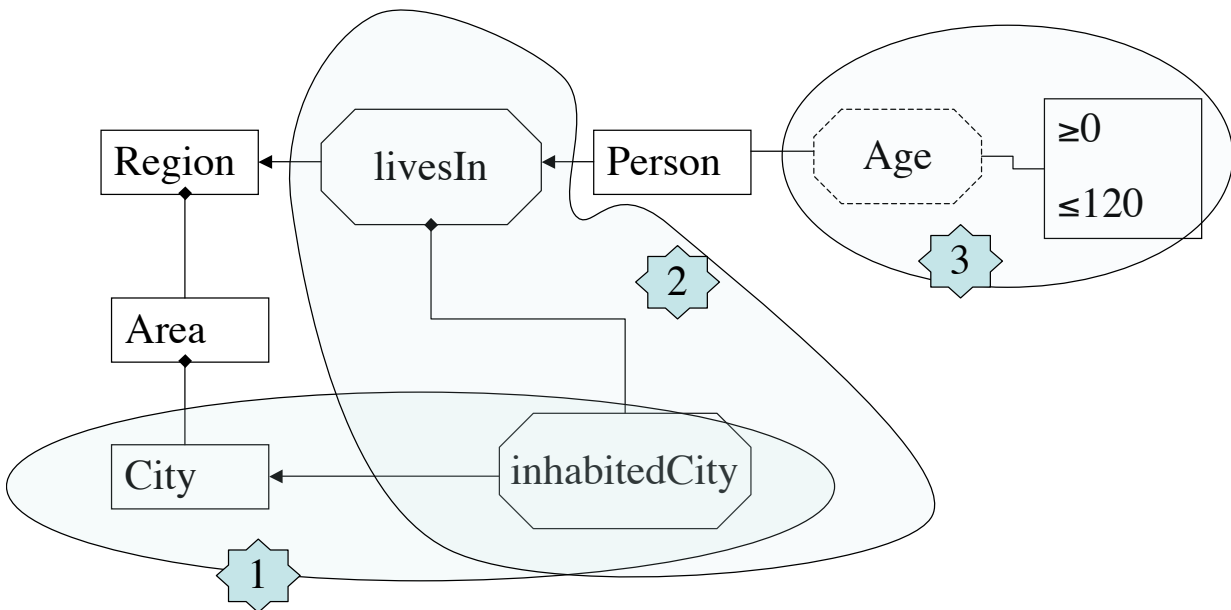 Region
livesIn
Person
Age
≥0
≤120
2
3
Area
City
inhabitedCity
1